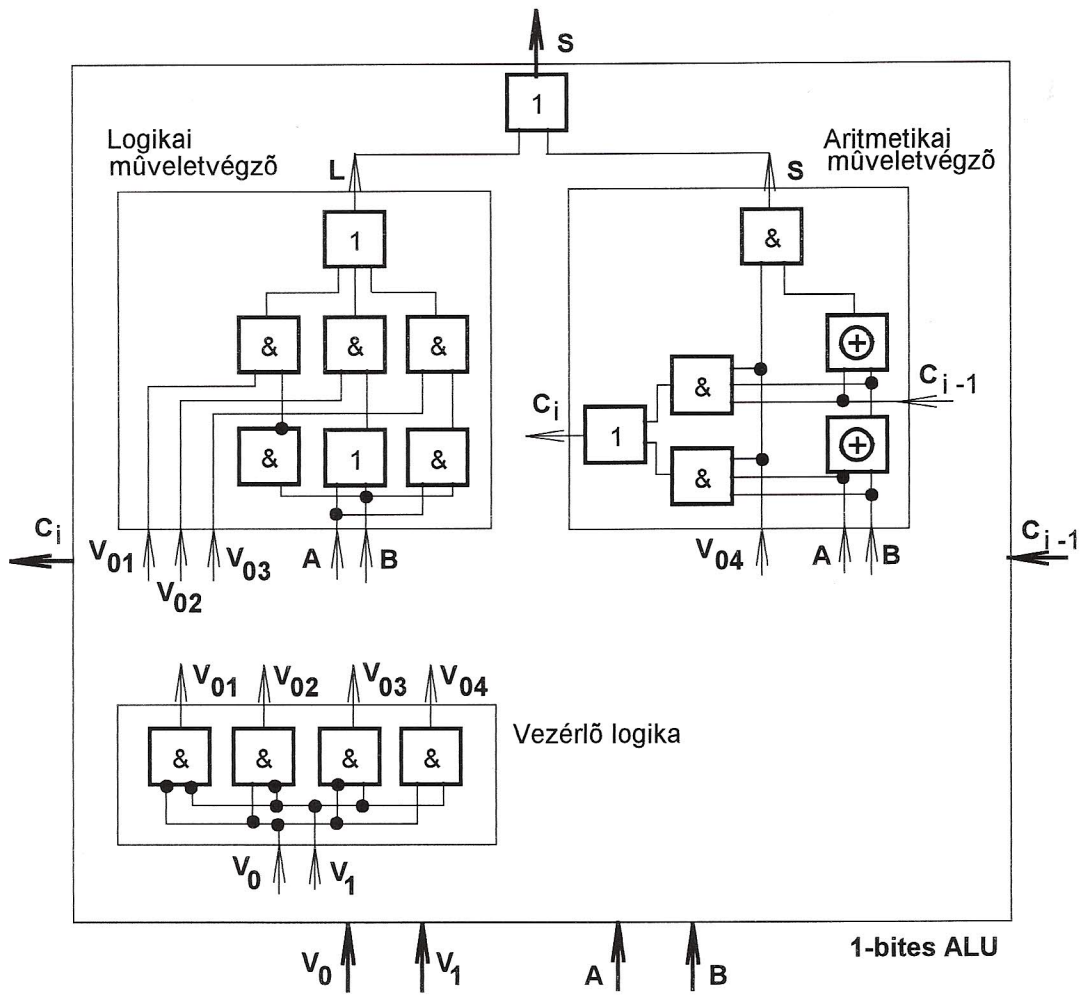 S
1
Logikai
mûveletvégzõ
Aritmetikai
mûveletvégzõ
L
S
1
&
& & &
⊕
&
C i -1
C i
1
& 1 &
⊕
&
C i
V 01
V 02
V 03
A
B
V 04
A
B
C i -1
V 01
V 02
V 03
V 04
& & & &
Vezérlõ logika
V 0
V 1
1-bites ALU
V 0
V 1
A
B